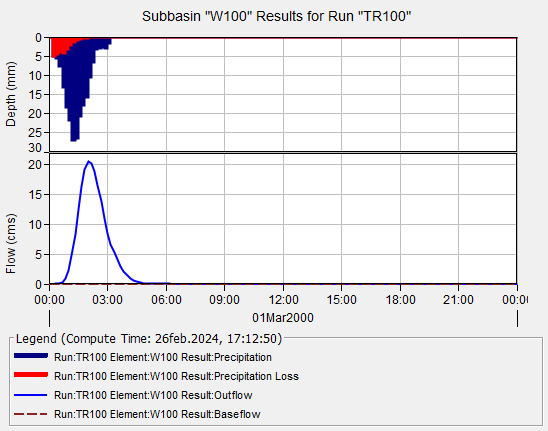 Subbasin "W100" Results for Run "TR100"
Depth (mm)
0
5
10
15
20
25
30
Flow (cms)
20
15
10
5
0
00:00 03:00 06:00 09:00 12:00 15:00 18:00 21:00 00:0
01Mar2000
Legend (Compute Time: 26feb.2024, 17:12:50)
Run:TR100 Element:W100 Result:Precipitation
Run:TR100 Element:W100 Result:Precipitation Loss
Run:TR100 Element:W100 Result:Outflow
Run:TR100 Element:W100 Result:Baseflow